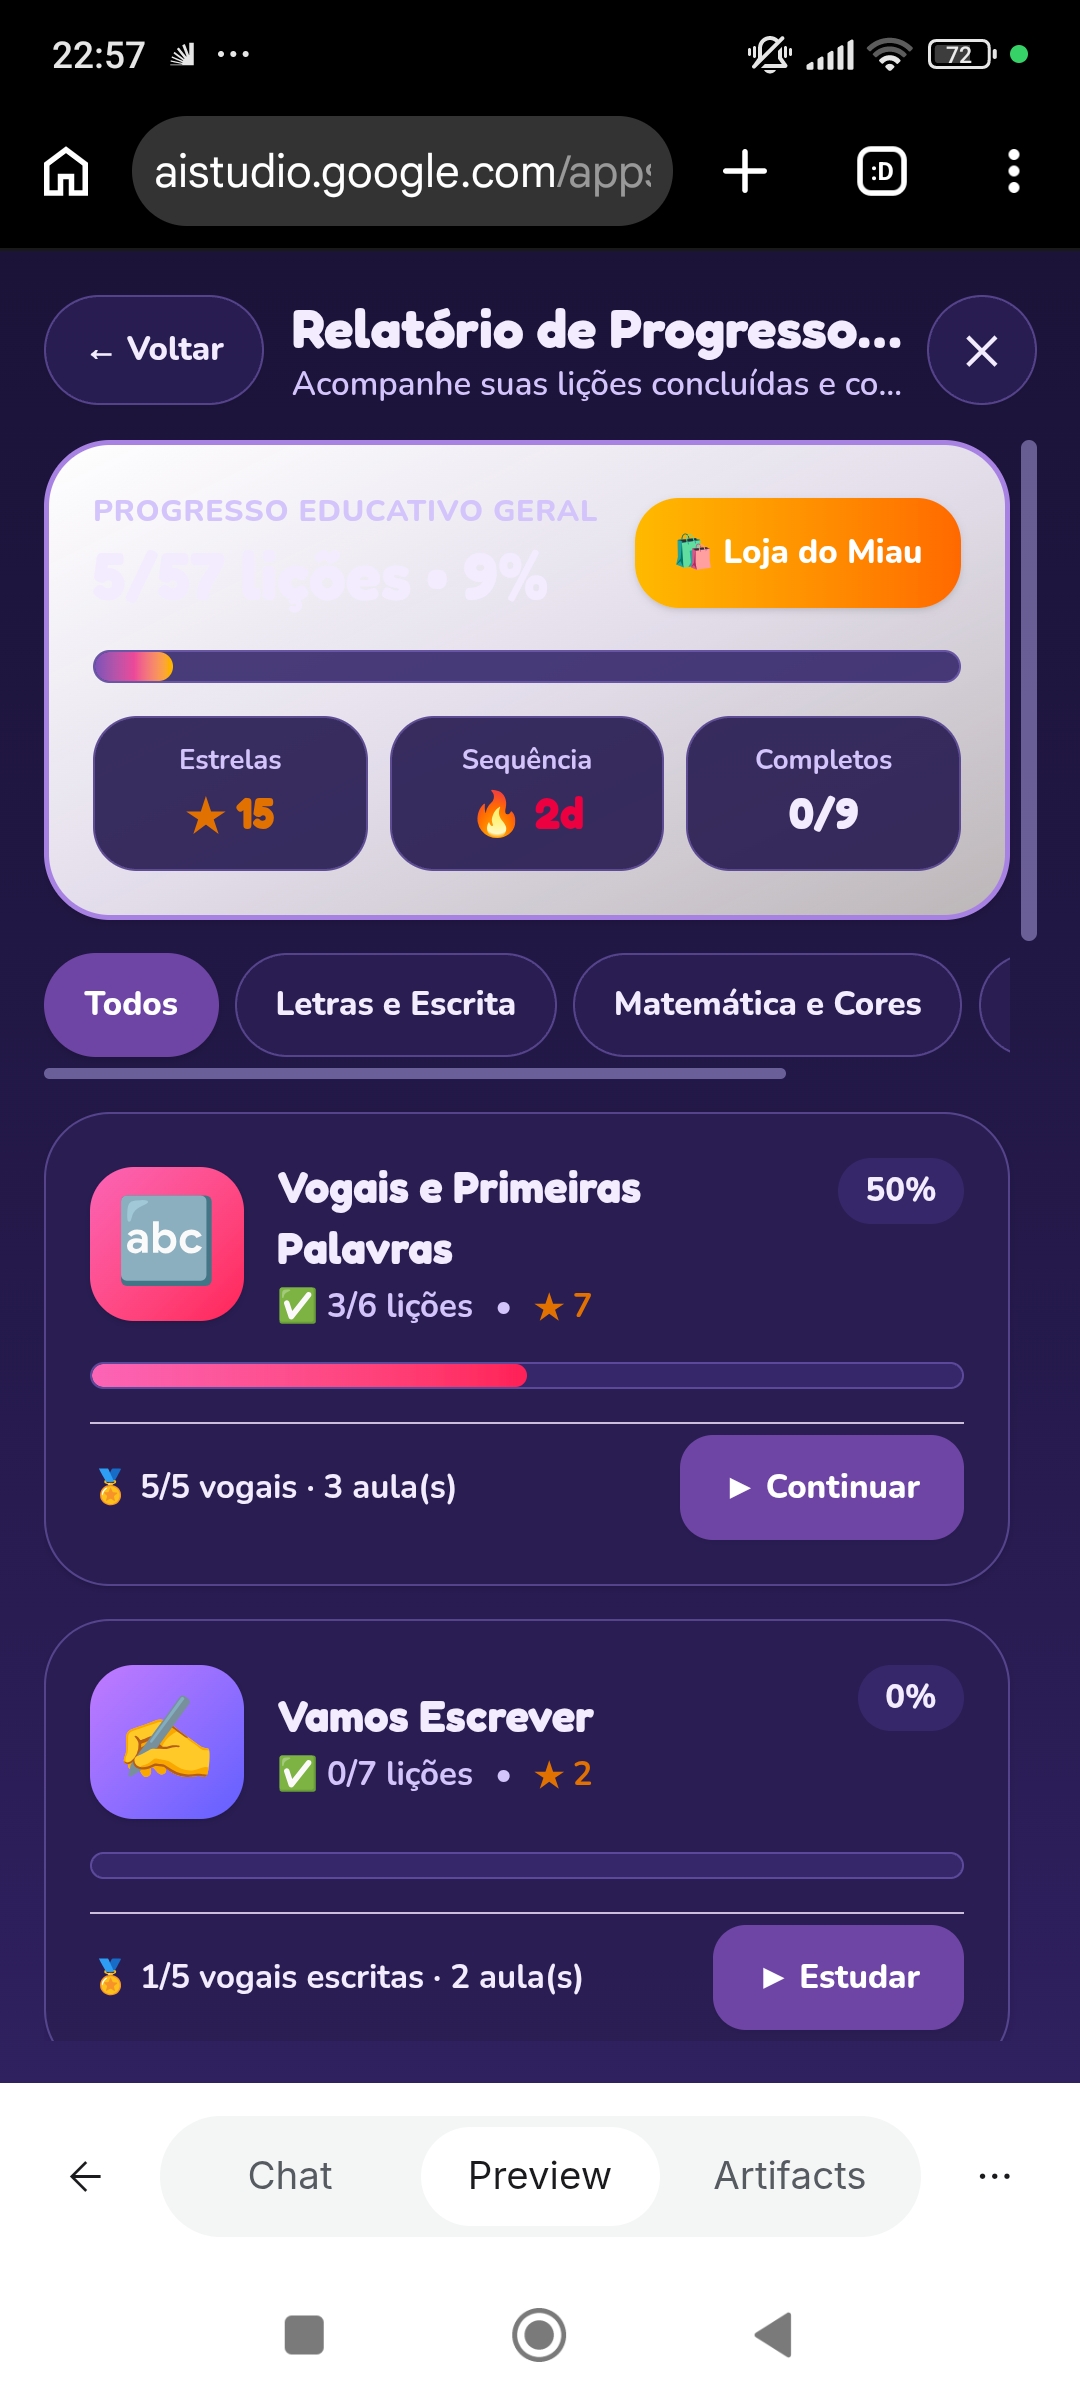 22:57
72
aistudio.google.com/apps
:D
← Voltar
Relatório de Progresso...
Acompanhe suas lições concluídas e co...
PROGRESSO EDUCATIVO GERAL
5/57 lições • 9%
🛍️ Loja do Miau
Estrelas
★ 15
Sequência
🔥 2d
Completos
0/9
Todos
Letras e Escrita
Matemática e Cores
abc
Vogais e Primeiras
Palavras
50%
✅ 3/6 lições • ★ 7
🏅 5/5 vogais · 3 aula(s)
▶ Continuar
Vamos Escrever
0%
✅ 0/7 lições • ★ 2
🏅 1/5 vogais escritas · 2 aula(s)
▶ Estudar
Chat
Preview
Artifacts